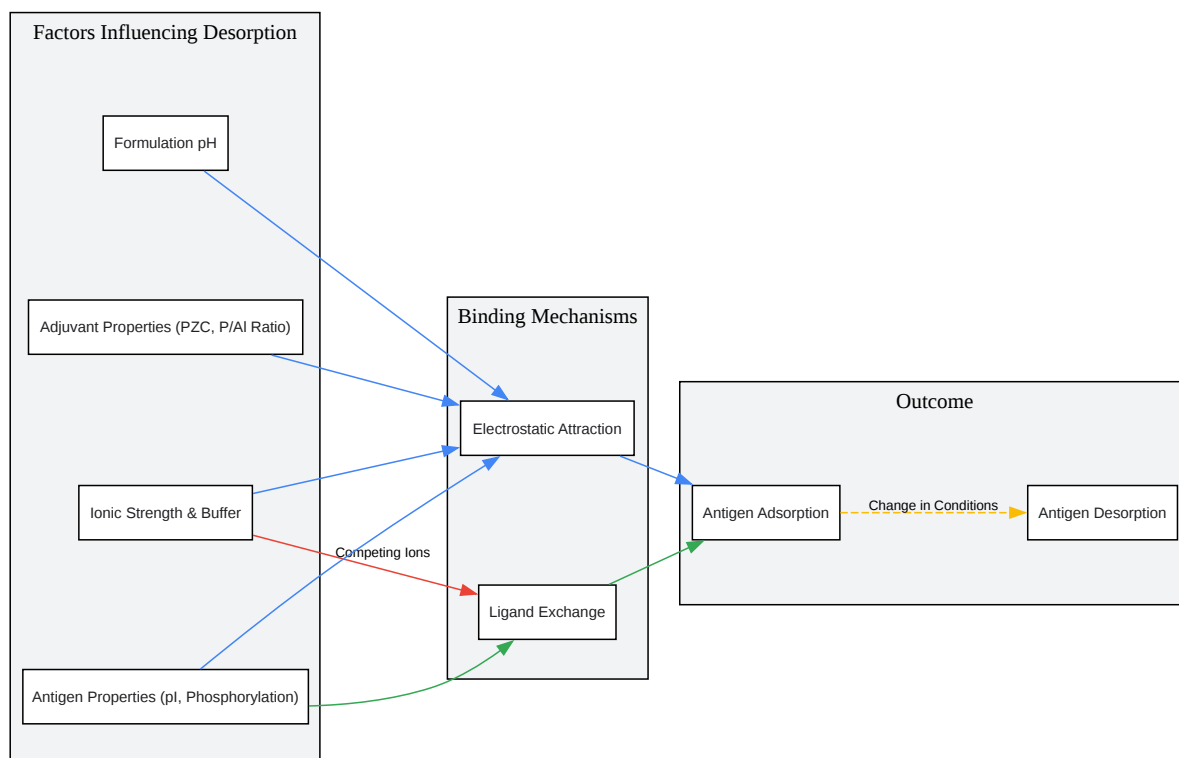 Factors Influencing Desorption
Formulation pH
Adjuvant Properties (PZC, P/Al Ratio)
Ionic Strength & Buffer
Antigen Properties (pI, Phosphorylation)
Competing Ions
Binding Mechanisms
Electrostatic Attraction
Ligand Exchange
Outcome
Antigen Adsorption
Change in Conditions
Antigen Desorption